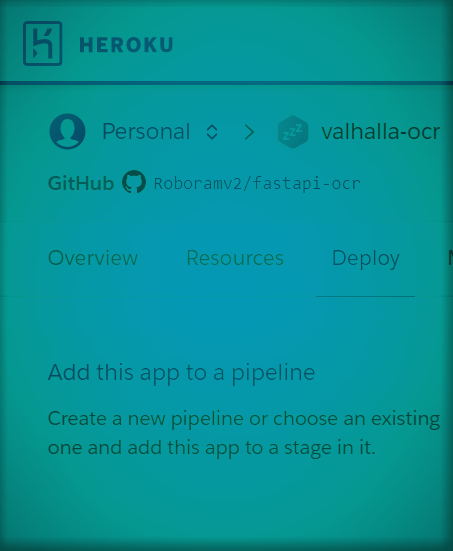 HEROKU
Personal valhalla-ocr
GitHub Roboramv2/fastapi-ocr
Overview Resources Deploy
Add this app to a pipeline
Create a new pipeline or choose an existing
one and add this app to a stage in it.